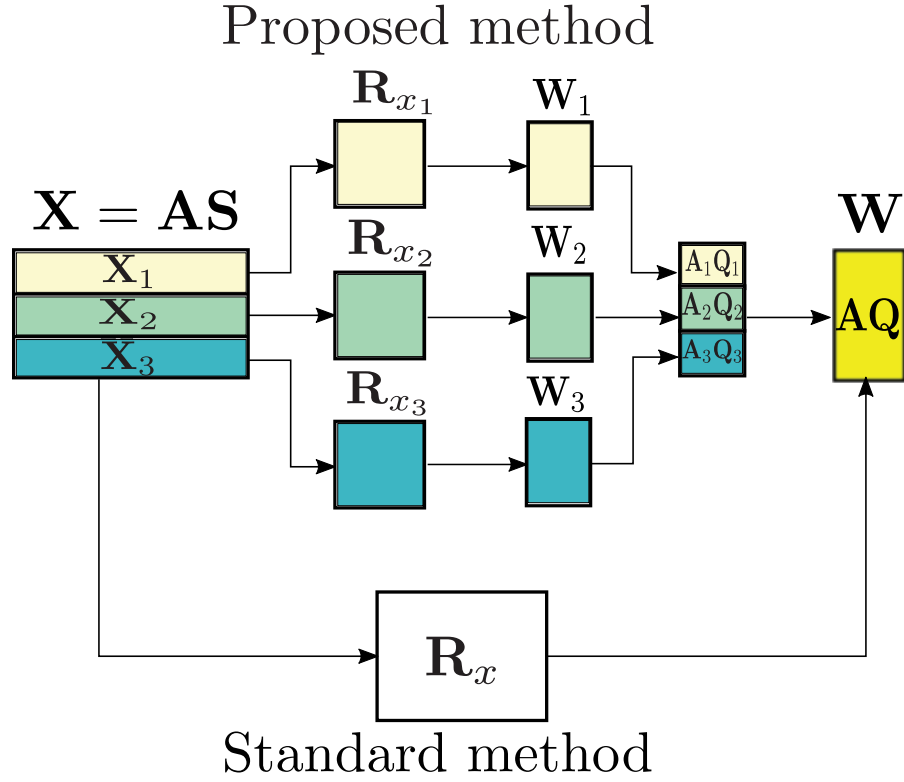 Proposed method
R_{x_1}
W_1
X = AS
R_{x_2}
W_2
W
X_1
A_1Q_1
X_2
A_2Q_2
AQ
X_3
A_3Q_3
R_{x_3}
W_3
R_x
Standard method